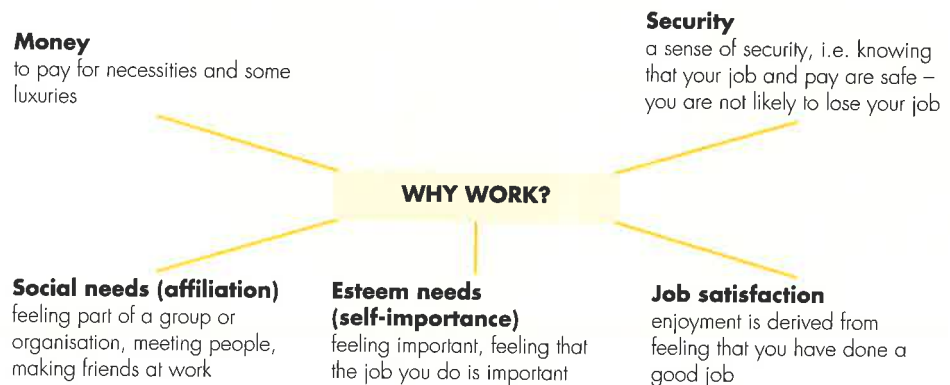 Money
to pay for necessities and some
luxuries
Security
a sense of security, i.e. knowing
that your job and pay are safe –
you are not likely to lose your job
WHY WORK?
Social needs (affiliation)
feeling part of a group or
organisation, meeting people,
making friends at work
Esteem needs
(self-importance)
feeling important, feeling that
the job you do is important
Job satisfaction
enjoyment is derived from
feeling that you have done a
good job